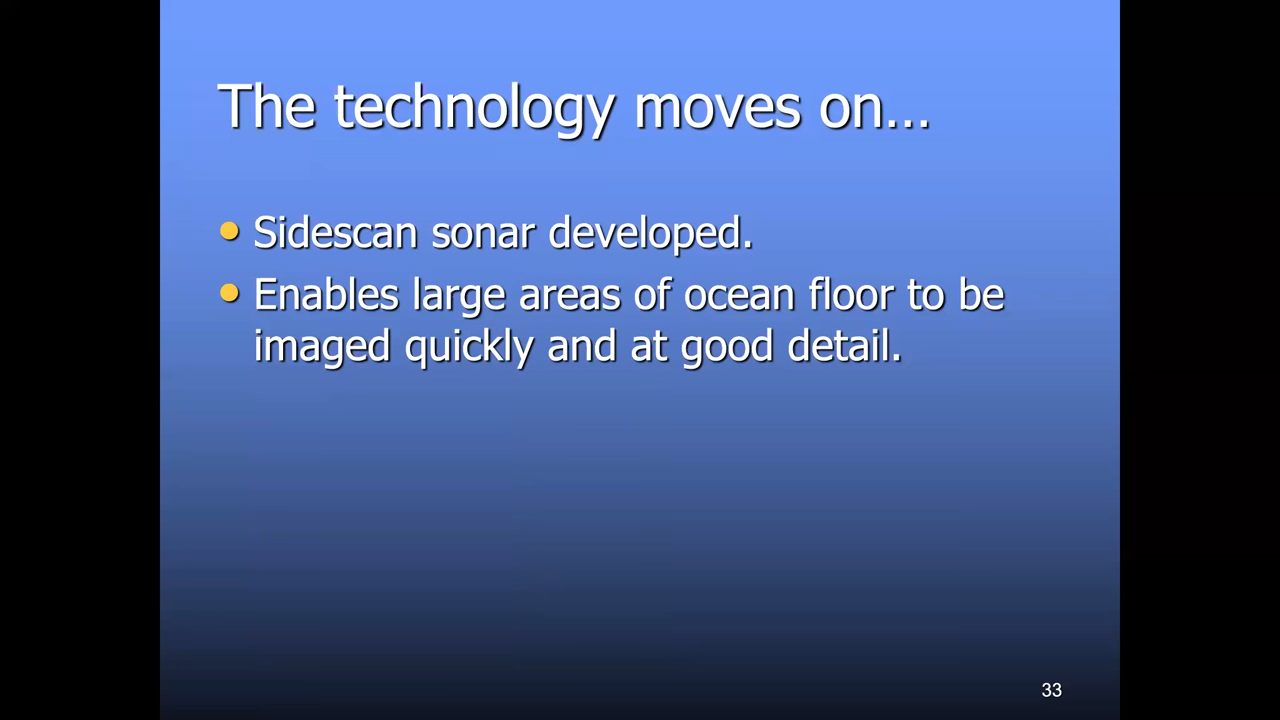 The technology moves on...
Sidescan sonar developed.
Enables large areas of ocean floor to be
imaged quickly and at good detail.
33